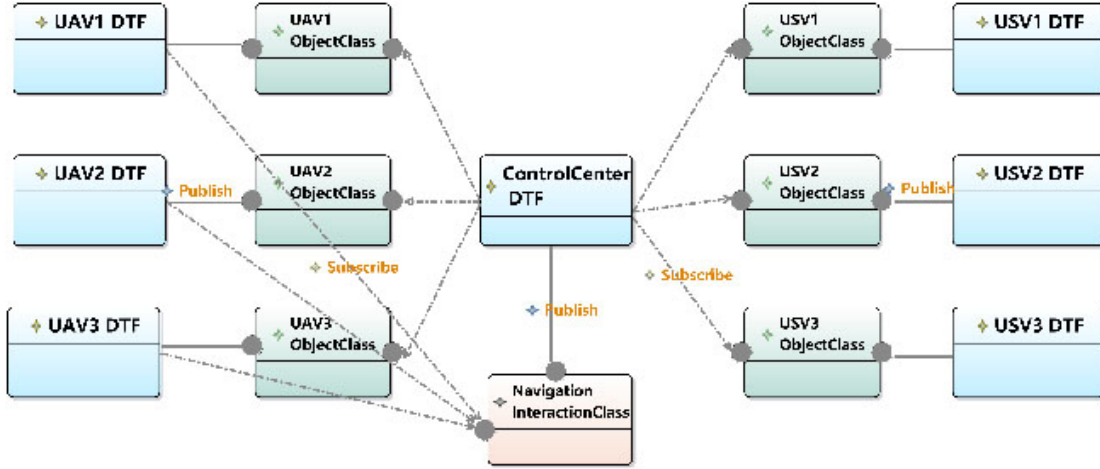 UAV1 DTF
UAV1
ObjectClass
USV1
ObjectClass
USV1 DTF
UAV2 DTF
Publish
UAV2
ObjectClass
ControlCenter
DTF
USV2
ObjectClass
Publish
USV2 DTF
Subscribe
Subscribe
UAV3 DTF
UAV3
ObjectClass
Publish
USV3
ObjectClass
USV3 DTF
Navigation
InteractionClass